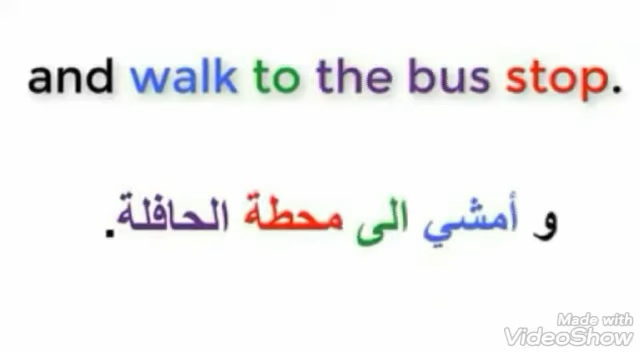 and walk to the bus stop.
و أمشي الى محطة الحافلة.
Made with
VideoShow